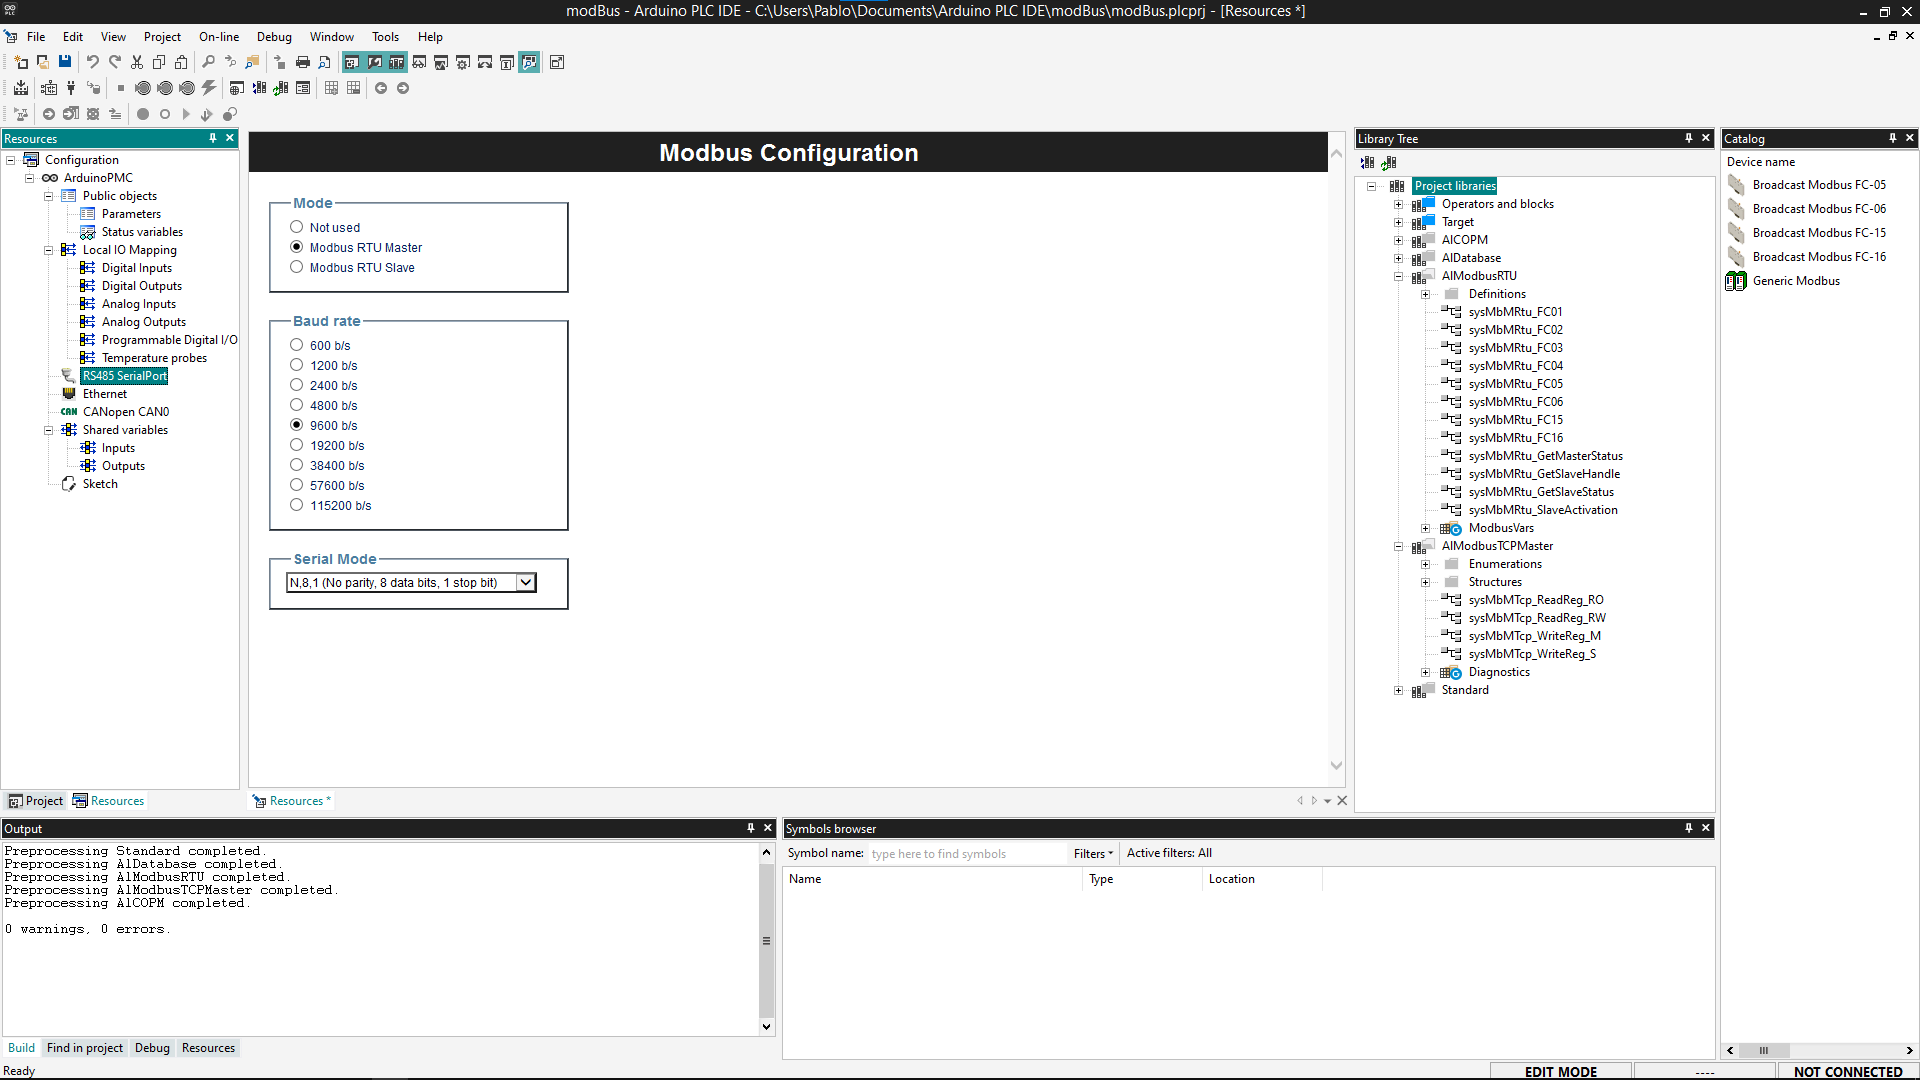 modBus - Arduino PLC IDE - C:\Users\Pablo\Documents\Arduino PLC IDE\modBus\modBus.plcprj - [Resources *]
File Edit View Project On-line Debug Window Tools Help
Resources
Configuration
ArduinoPMC
Public objects
Parameters
Status variables
Local IO Mapping
Digital Inputs
Digital Outputs
Analog Inputs
Analog Outputs
Programmable Digital I/O
Temperature probes
RS485 SerialPort
Ethernet
CAN CANopen CAN0
Shared variables
Inputs
Outputs
Sketch
Project Resources
Modbus Configuration
Mode
Not used
Modbus RTU Master
Modbus RTU Slave
Baud rate
600 b/s
1200 b/s
2400 b/s
4800 b/s
9600 b/s
19200 b/s
38400 b/s
57600 b/s
115200 b/s
Serial Mode
N,8,1 (No parity, 8 data bits, 1 stop bit)
Resources *
Library Tree
Project libraries
Operators and blocks
Target
AlCOPM
AlDatabase
AlModbusRTU
Definitions
sysMbMRtu_FC01
sysMbMRtu_FC02
sysMbMRtu_FC03
sysMbMRtu_FC04
sysMbMRtu_FC05
sysMbMRtu_FC06
sysMbMRtu_FC15
sysMbMRtu_FC16
sysMbMRtu_GetMasterStatus
sysMbMRtu_GetSlaveHandle
sysMbMRtu_GetSlaveStatus
sysMbMRtu_SlaveActivation
ModbusVars
AlModbusTCPMaster
Enumerations
Structures
sysMbMTcp_ReadReg_RO
sysMbMTcp_ReadReg_RW
sysMbMTcp_WriteReg_M
sysMbMTcp_WriteReg_S
Diagnostics
Standard
Catalog
Device name
Broadcast Modbus FC-05
Broadcast Modbus FC-06
Broadcast Modbus FC-15
Broadcast Modbus FC-16
Generic Modbus
Output
Preprocessing Standard completed.
Preprocessing AlDatabase completed.
Preprocessing AlModbusRTU completed.
Preprocessing AlModbusTCPMaster completed.
Preprocessing AlCOPM completed.
0 warnings, 0 errors.
Build Find in project Debug Resources
Symbols browser
Symbol name: type here to find symbols Filters Active filters: All
Name Type Location
Ready
EDIT MODE ---- NOT CONNECTED